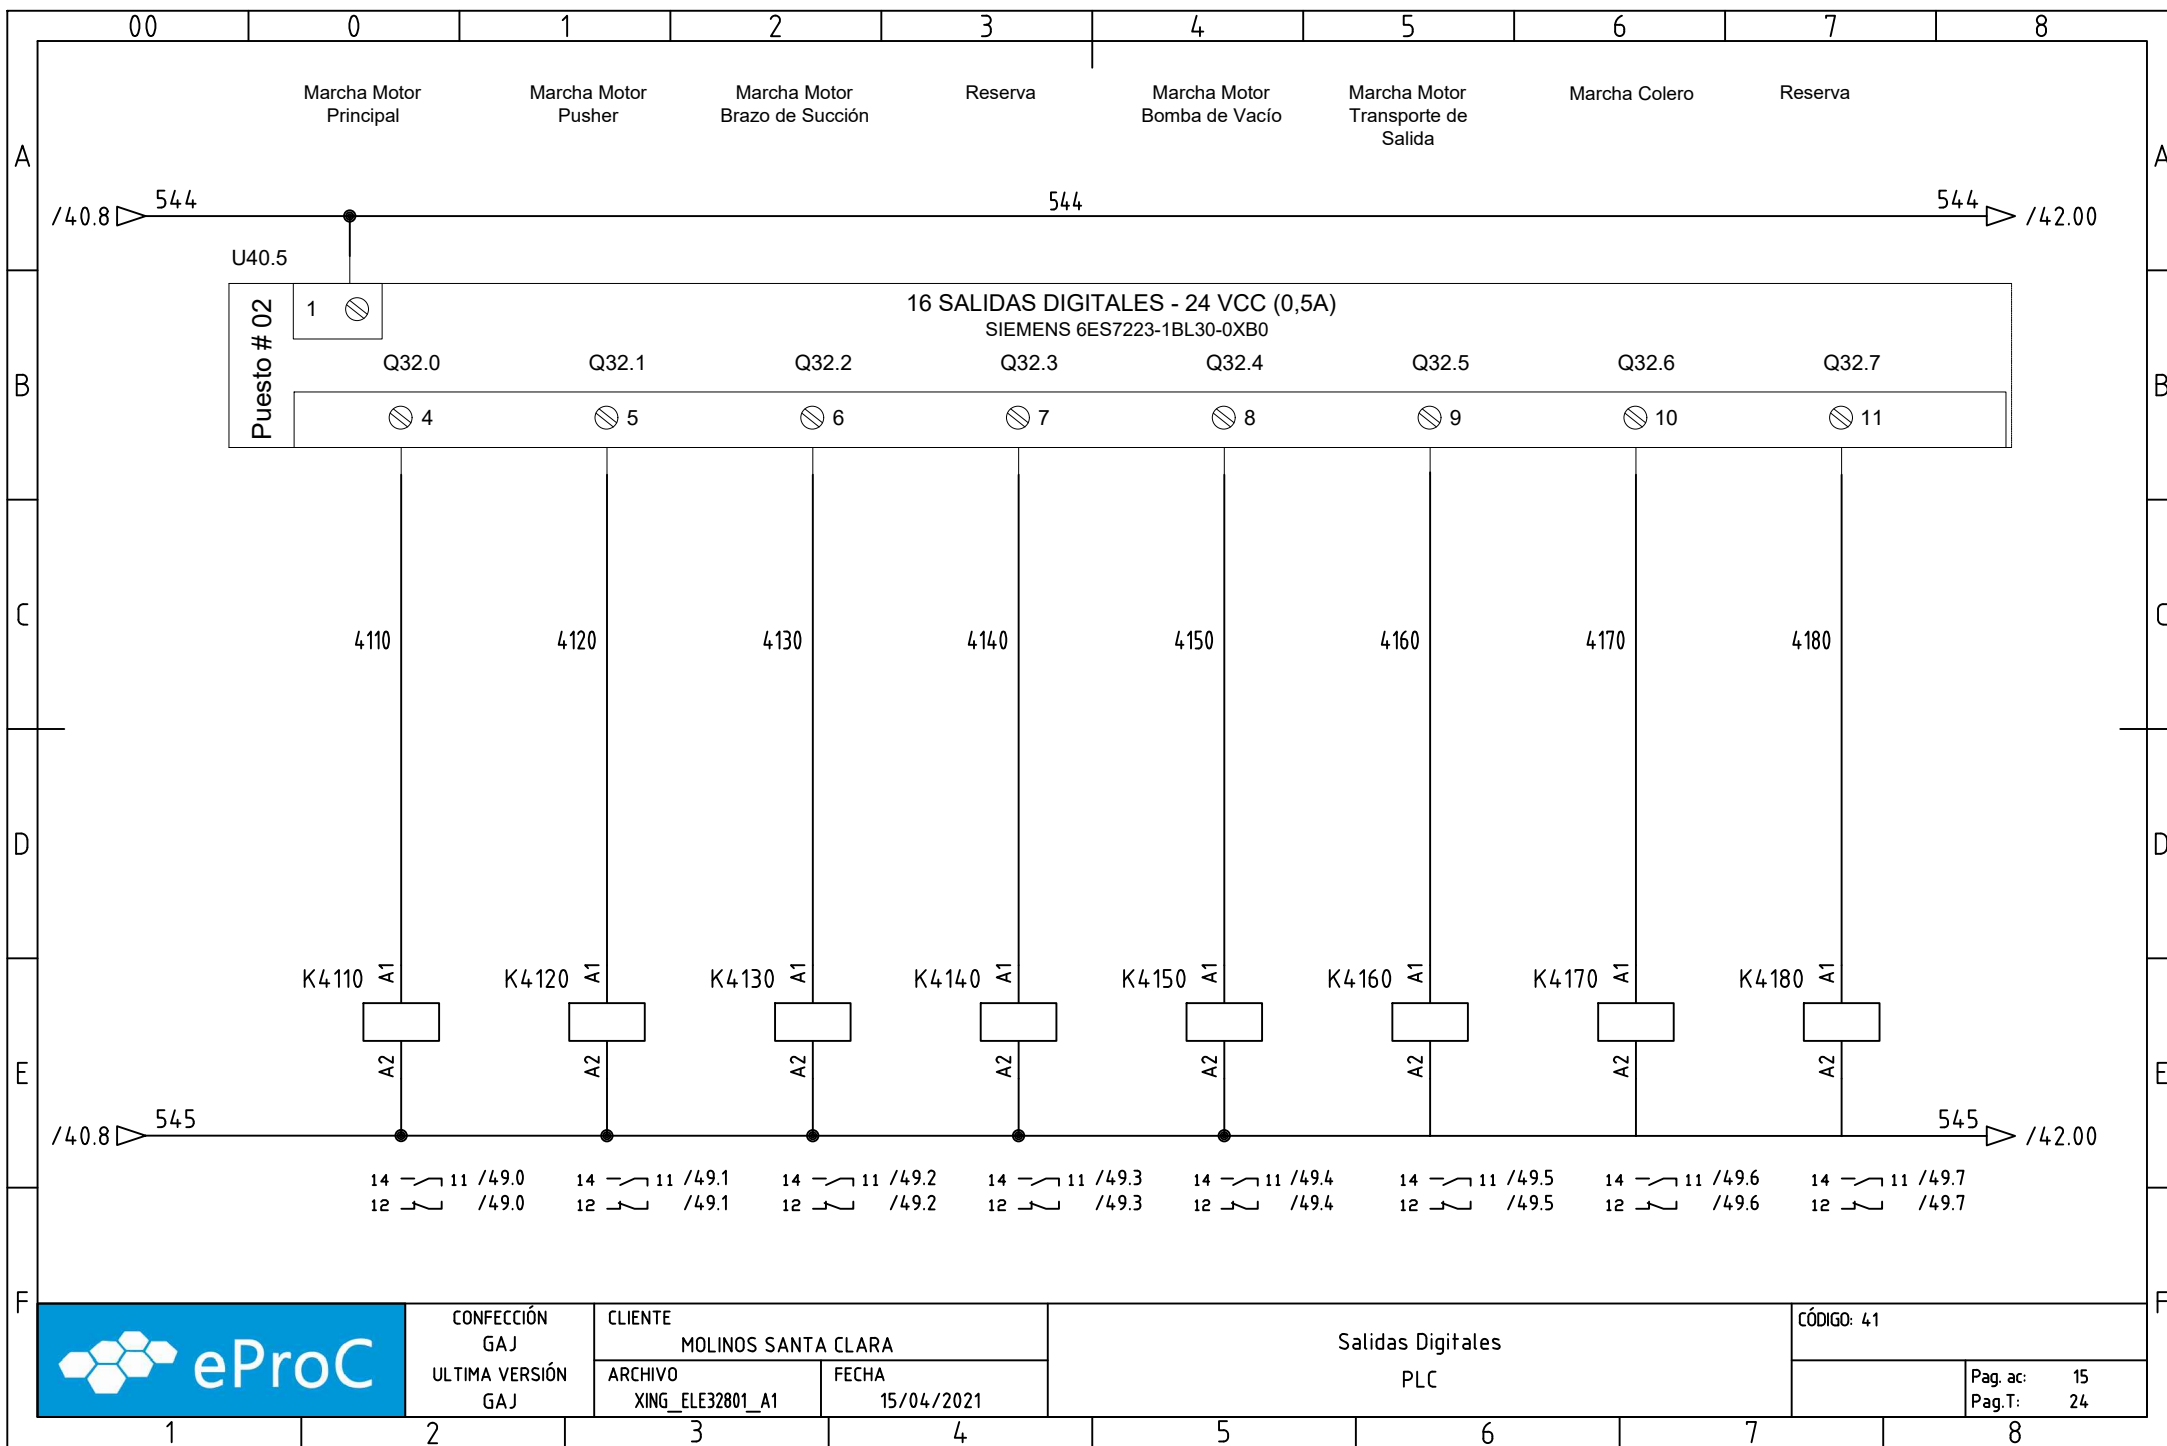 00 0 1 2 3 4 5 6 7 8
Marcha Motor Principal
Marcha Motor Pusher
Marcha Motor Brazo de Succión
Reserva
Marcha Motor Bomba de Vacío
Marcha Motor Transporte de Salida
Marcha Colero
Reserva
A A
/40.8 544 544 544 /42.00
U40.5
Puesto # 02
1
16 SALIDAS DIGITALES - 24 VCC (0,5A)
SIEMENS 6ES7223-1BL30-0XB0
Q32.0 Q32.1 Q32.2 Q32.3 Q32.4 Q32.5 Q32.6 Q32.7
B B
4 5 6 7 8 9 10 11
C C
4110 4120 4130 4140 4150 4160 4170 4180
D D
K4110 A1 K4120 A1 K4130 A1 K4140 A1 K4150 A1 K4160 A1 K4170 A1 K4180 A1
A2 A2 A2 A2 A2 A2 A2 A2
E E
/40.8 545 545 /42.00
14 11 /49.0 14 11 /49.1 14 11 /49.2 14 11 /49.3 14 11 /49.4 14 11 /49.5 14 11 /49.6 14 11 /49.7
12 /49.0 12 /49.1 12 /49.2 12 /49.3 12 /49.4 12 /49.5 12 /49.6 12 /49.7
F F
eProC
CONFECCIÓN
GAJ
ULTIMA VERSIÓN
GAJ
CLIENTE
MOLINOS SANTA CLARA
ARCHIVO
XING_ELE32801_A1
FECHA
15/04/2021
Salidas Digitales
PLC
CÓDIGO: 41
Pag. ac: 15
Pag.T: 24
1 2 3 4 5 6 7 8